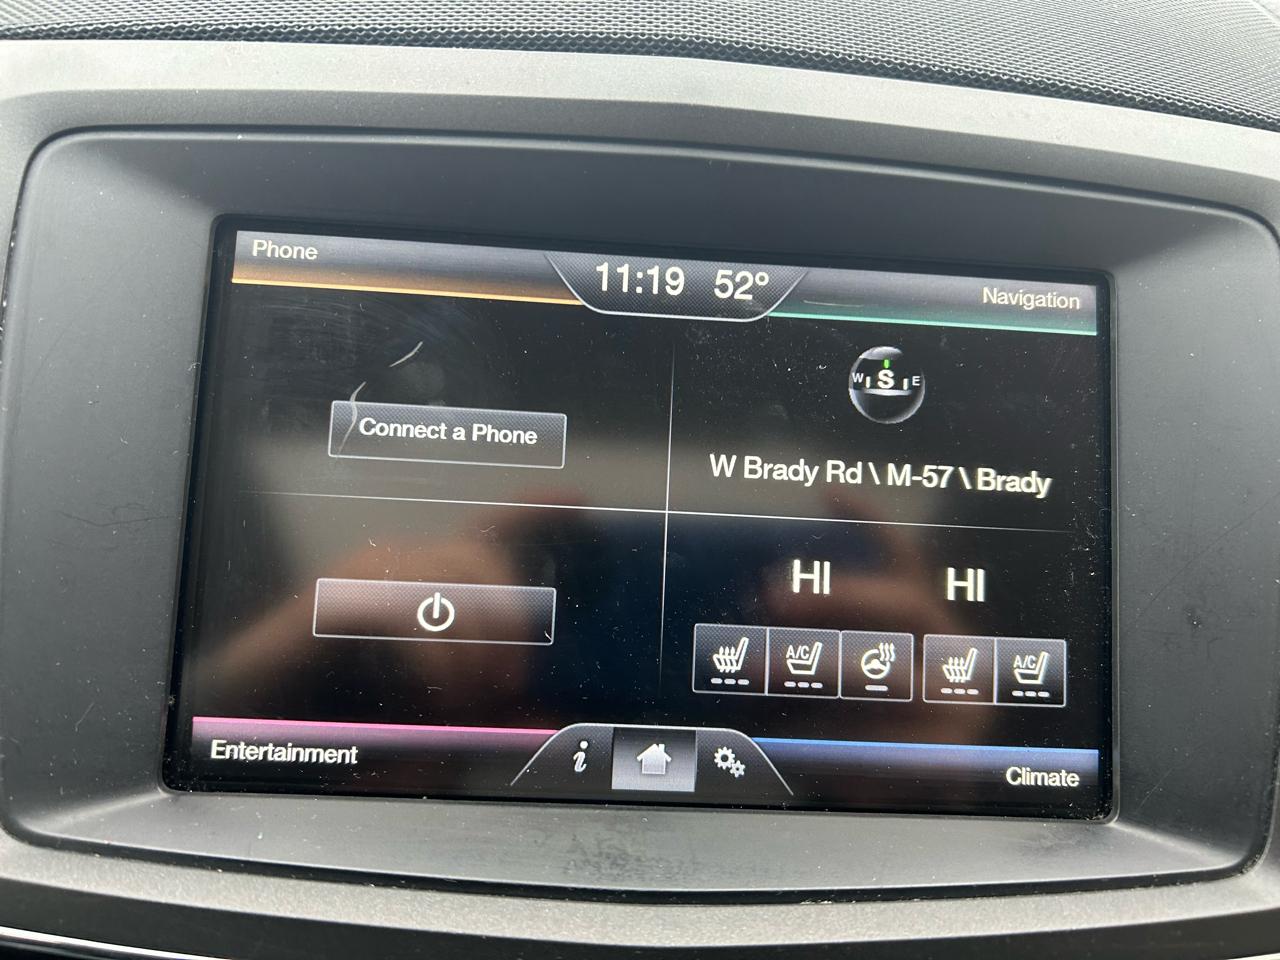 Phone
11:19 52°
Navigation
W S E
Connect a Phone
W Brady Rd \ M-57 \ Brady
HI HI
A/C A/C
Entertainment
i
Climate